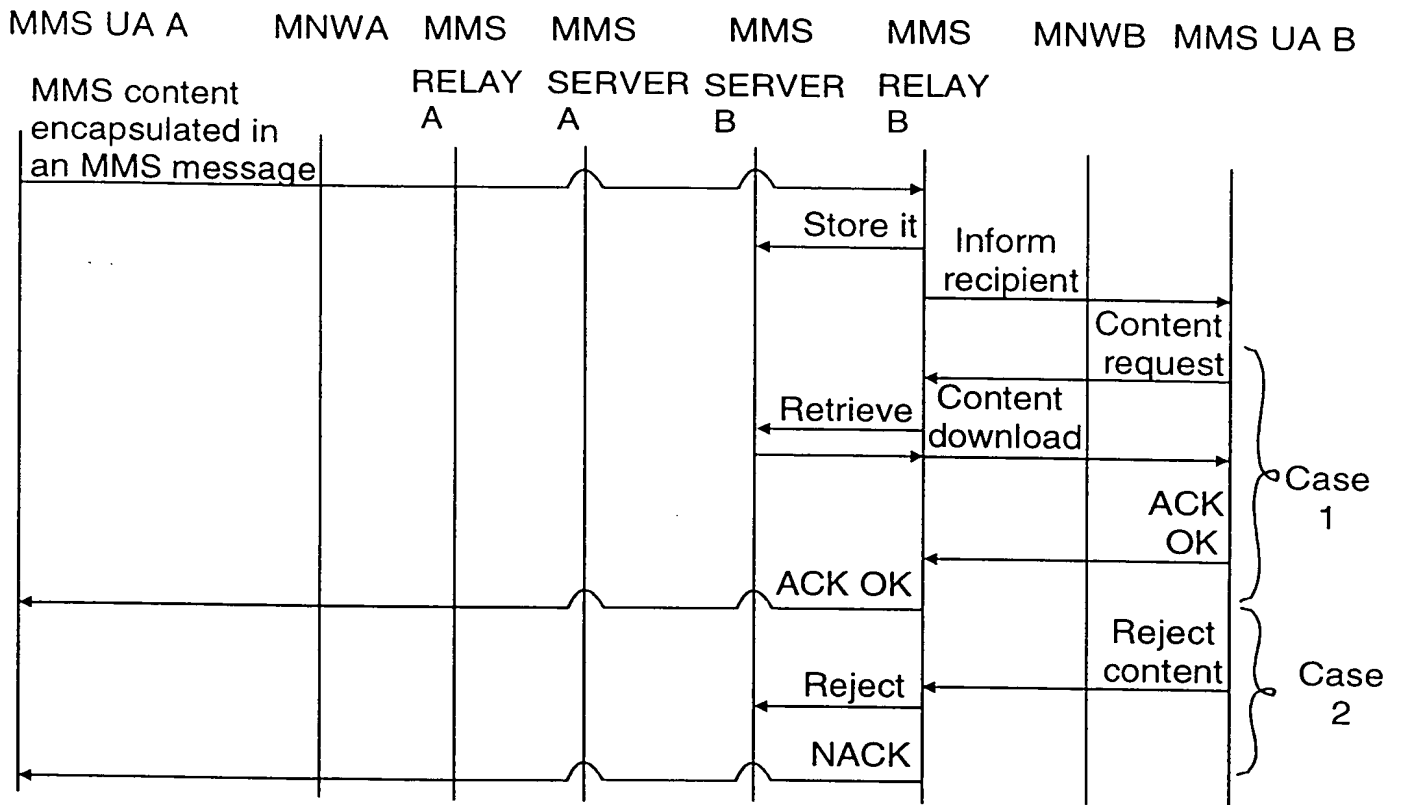 MMS UA A MNWA MMS MMS MMS MMS MNWB MMS UA B
RELAY SERVER SERVER RELAY
A A B B
MMS content
encapsulated in
an MMS message
Store it
Inform
recipient
Content
request
Retrieve
Content
download
Case
1
ACK
OK
ACK OK
Reject
content
Reject
Case
2
NACK